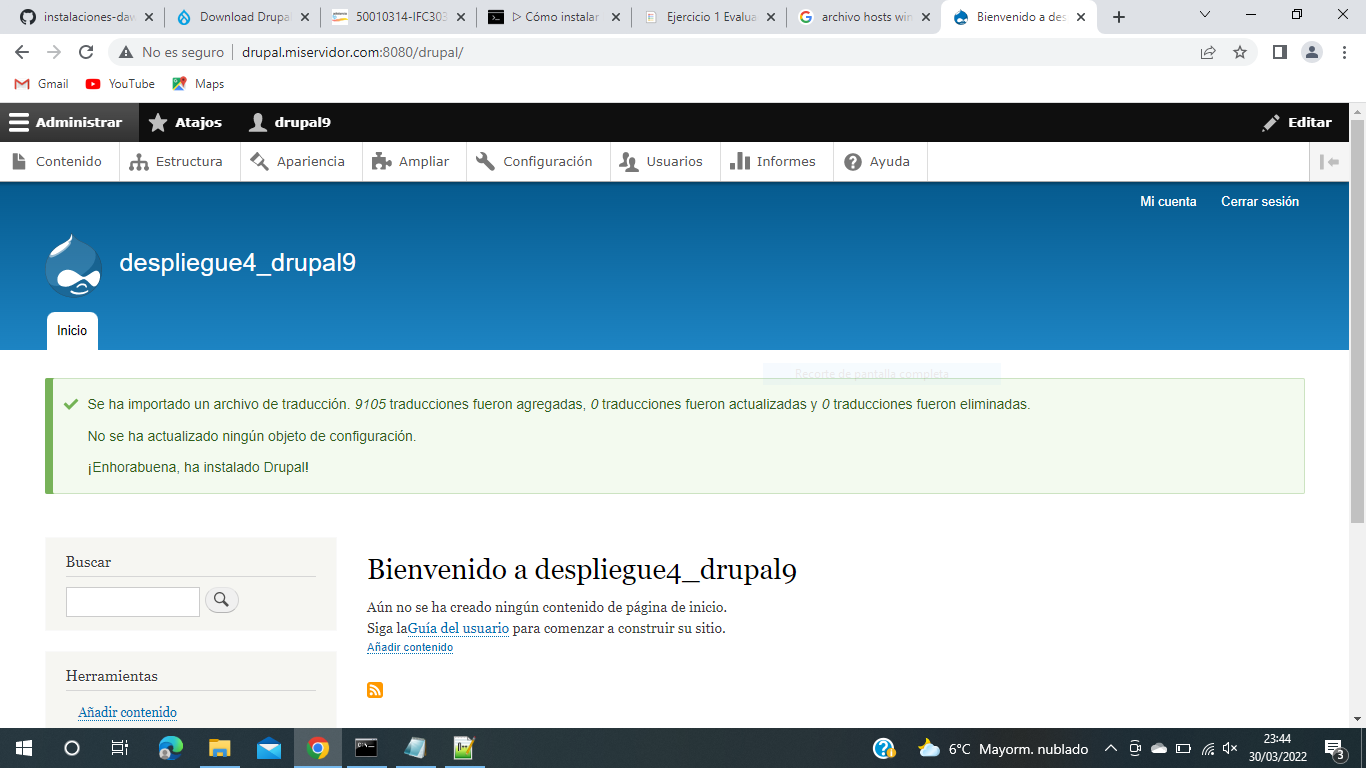 instalaciones-daw
Download Drupal
50010314-IFC303
▷ Cómo instalar
Ejercicio 1 Evalua
archivo hosts win
Bienvenido a des
No es seguro
drupal.miservidor.com:8080/drupal/
Gmail
YouTube
Maps
Administrar
Atajos
drupal9
Editar
Contenido
Estructura
Apariencia
Ampliar
Configuración
Usuarios
Informes
Ayuda
Mi cuenta
Cerrar sesión
despliegue4_drupal9
Inicio
Recorte de pantalla completa
Se ha importado un archivo de traducción. 9105 traducciones fueron agregadas, 0 traducciones fueron actualizadas y 0 traducciones fueron eliminadas.
No se ha actualizado ningún objeto de configuración.
¡Enhorabuena, ha instalado Drupal!
Buscar
Bienvenido a despliegue4_drupal9
Aún no se ha creado ningún contenido de página de inicio.
Siga laGuía del usuario para comenzar a construir su sitio.
Añadir contenido
Herramientas
Añadir contenido
6°C Mayorm. nublado
23:44
30/03/2022
3